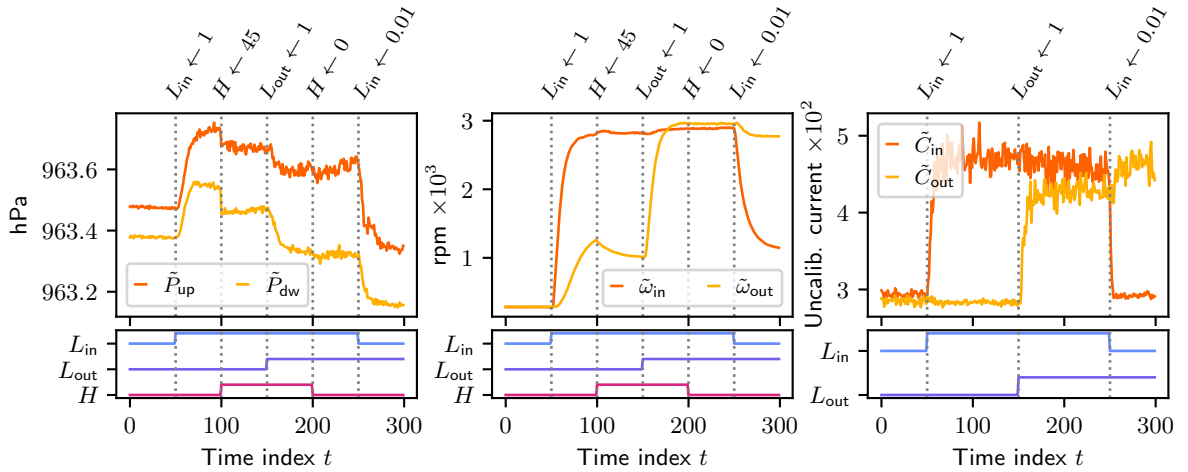 L_in ← 1
H ← 45
L_out ← 1
H ← 0
L_in ← 0.01
hPa
963.6
963.4
963.2
P̃_up
P̃_dw
L_in
L_out
H
0
100
200
300
Time index t
L_in ← 1
H ← 45
L_out ← 1
H ← 0
L_in ← 0.01
rpm ×10³
3
2
1
ω̃_in
ω̃_out
L_in
L_out
H
0
100
200
300
Time index t
L_in ← 1
L_out ← 1
L_in ← 0.01
Uncalib. current ×10²
5
4
3
C̃_in
C̃_out
L_in
L_out
0
100
200
300
Time index t